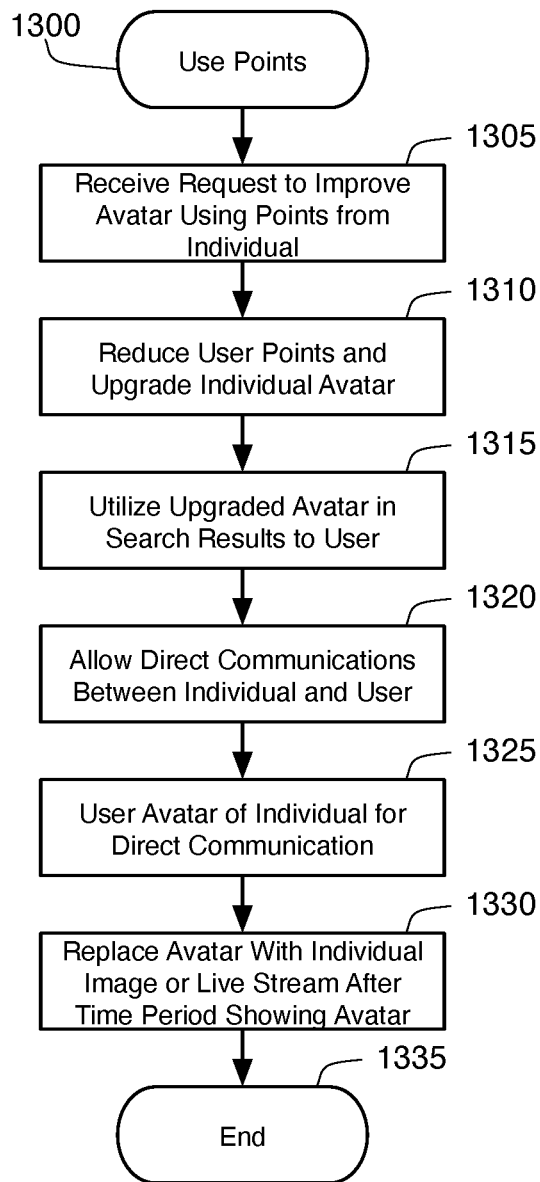 1300
Use Points
1305
Receive Request to Improve
Avatar Using Points from
Individual
1310
Reduce User Points and
Upgrade Individual Avatar
1315
Utilize Upgraded Avatar in
Search Results to User
1320
Allow Direct Communications
Between Individual and User
1325
User Avatar of Individual for
Direct Communication
1330
Replace Avatar With Individual
Image or Live Stream After
Time Period Showing Avatar
1335
End